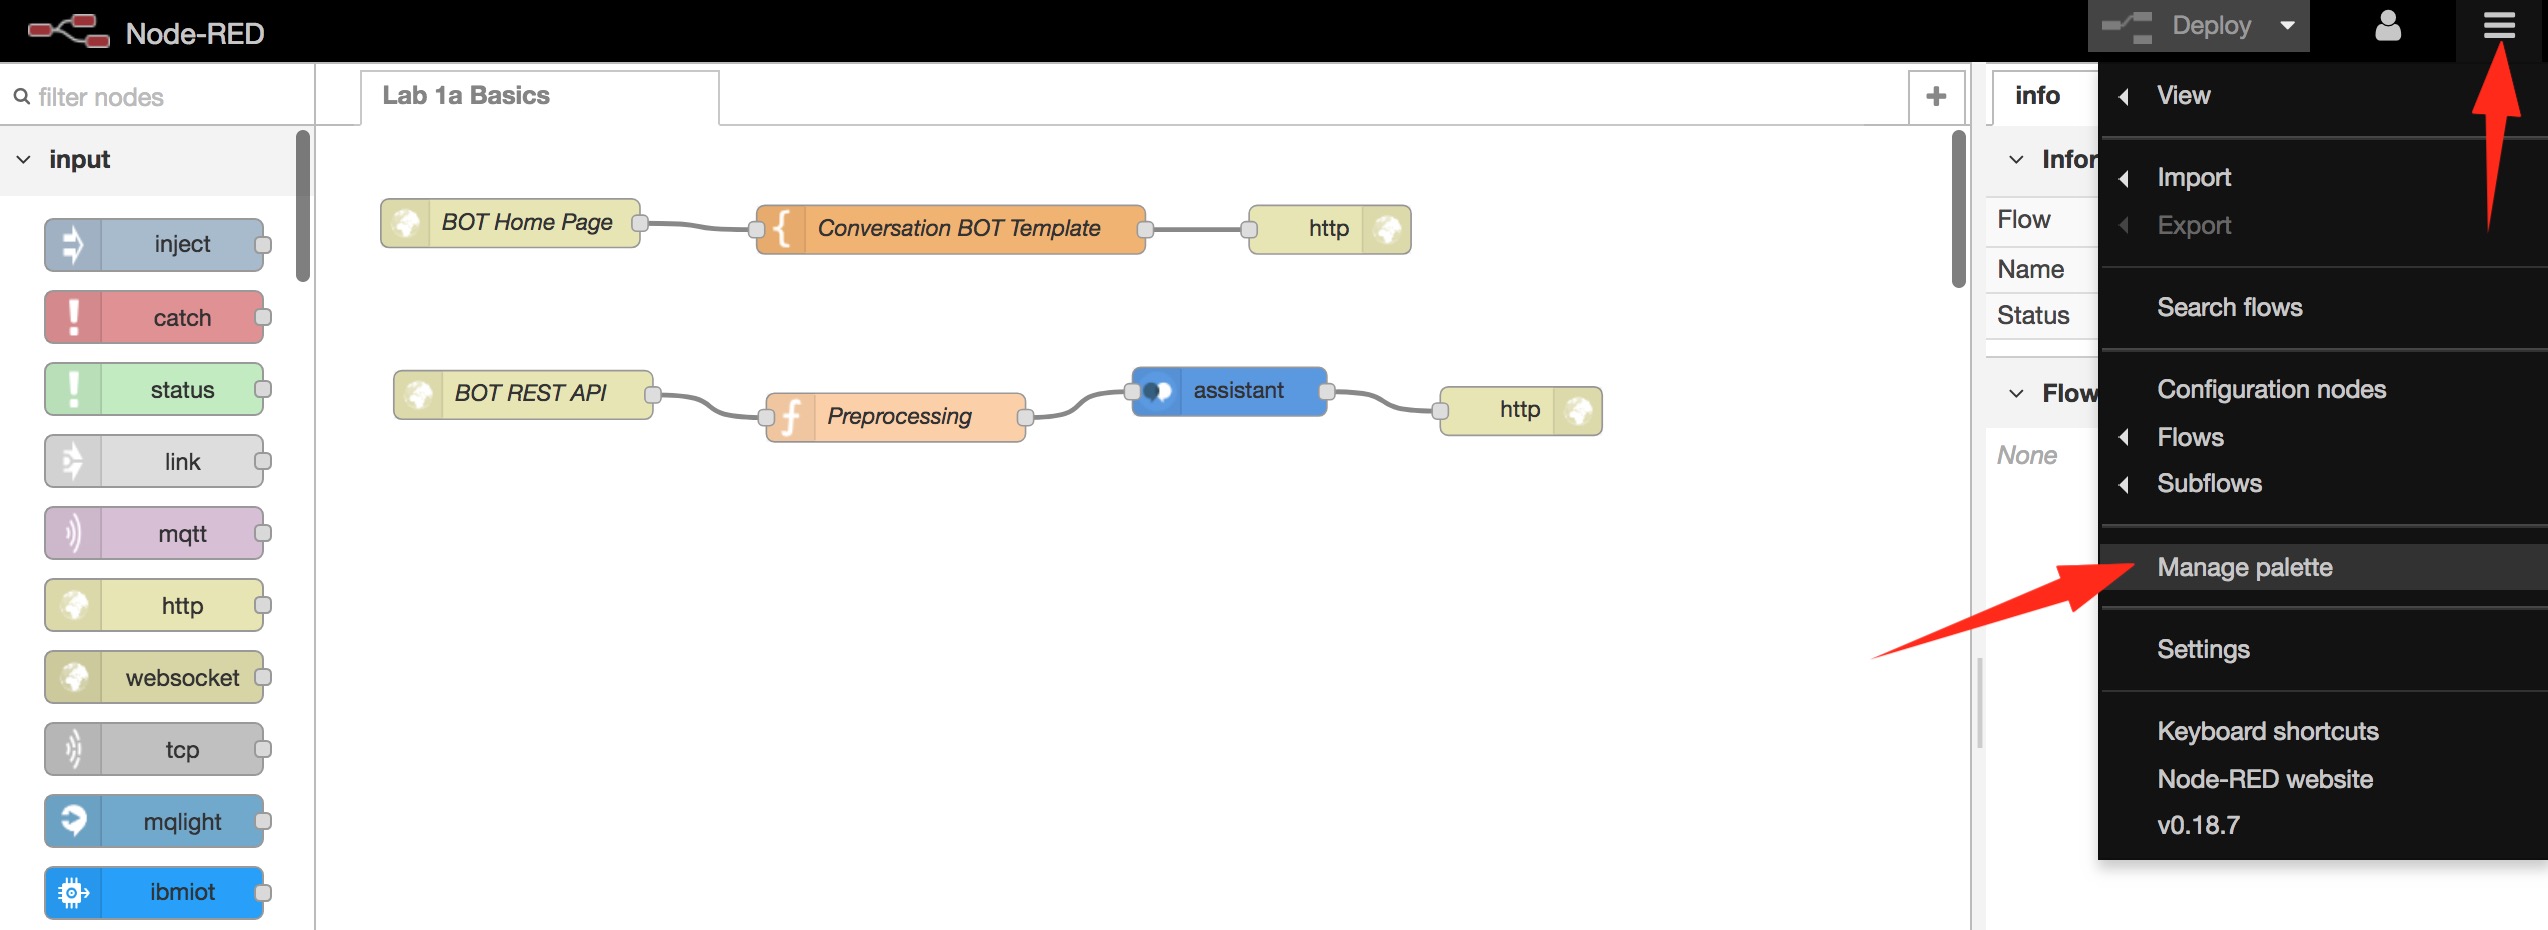 Node-RED
Deploy
filter nodes
input
inject
catch
status
link
mqtt
http
websocket
tcp
mqlight
ibmiot
Lab 1a Basics
BOT Home Page
Conversation BOT Template
http
BOT REST API
Preprocessing
assistant
http
info
Infor
Flow
Name
Status
Flow
None
View
Import
Export
Search flows
Configuration nodes
Flows
Subflows
Manage palette
Settings
Keyboard shortcuts
Node-RED website
v0.18.7